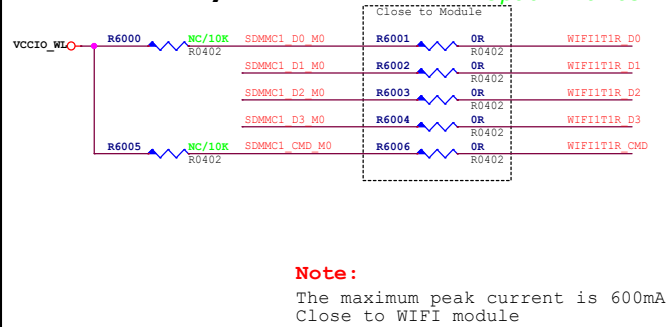 Close to Module
VCCIO_WL R6000 NC/10K SDMMC1_D0_M0 R6001 0R WIFI1T1R_D0
R0402 R0402
SDMMC1_D1_M0 R6002 0R WIFI1T1R_D1
R0402
SDMMC1_D2_M0 R6003 0R WIFI1T1R_D2
R0402
SDMMC1_D3_M0 R6004 0R WIFI1T1R_D3
R0402
R6005 NC/10K SDMMC1_CMD_M0 R6006 0R WIFI1T1R_CMD
R0402 R0402
Note:
The maximum peak current is 600mA
Close to WIFI module